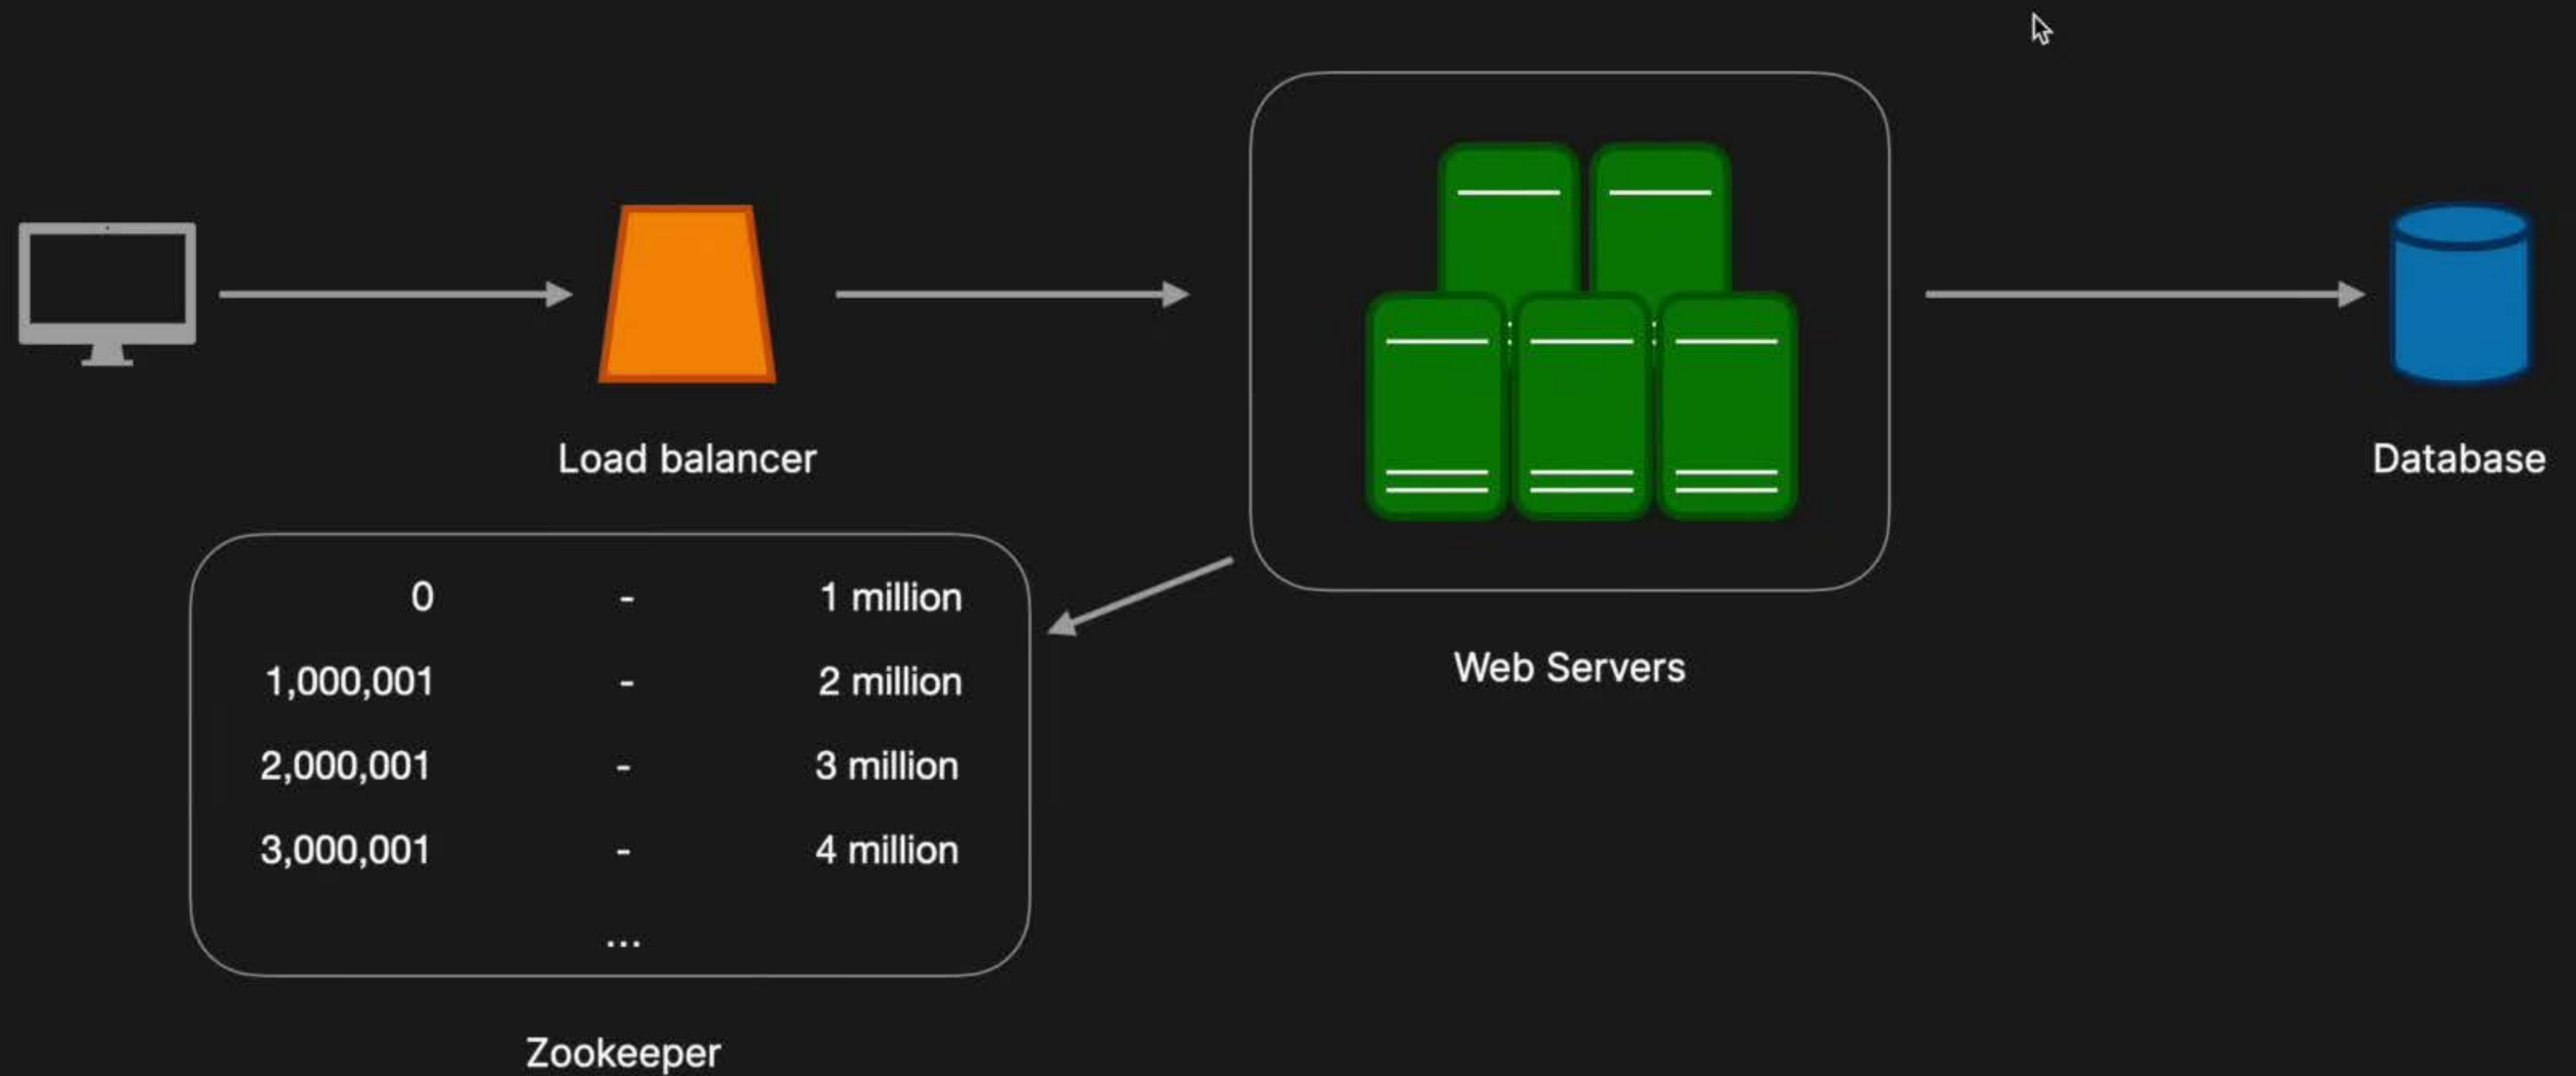 Load balancer
Database
0 - 1 million
1,000,001 - 2 million
2,000,001 - 3 million
3,000,001 - 4 million
...
Web Servers
Zookeeper